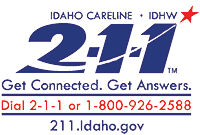 IDAHO CARELINE • IDHW
2-1-1 ™
Get Connected. Get Answers.
Dial 2-1-1 or 1-800-926-2588
211.Idaho.gov